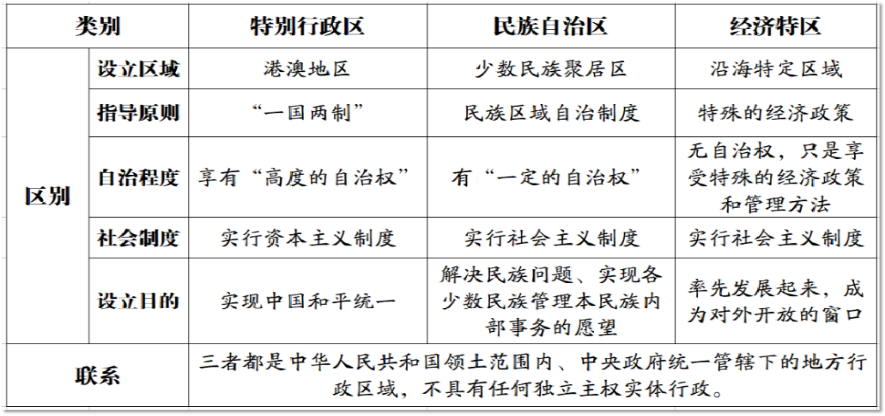 类别 特别行政区 民族自治区 经济特区
区别
设立区域 港澳地区 少数民族聚居区 沿海特定区域
指导原则 “一国两制” 民族区域自治制度 特殊的经济政策
自治程度 享有“高度的自治权” 有“一定的自治权” 无自治权，只是享
受特殊的经济政策
和管理方法
社会制度 实行资本主义制度 实行社会主义制度 实行社会主义制度
设立目的 实现中国和平统一 解决民族问题、实现各
少数民族管理本民族内
部事务的愿望
率先发展起来，成
为对外开放的窗口
联系 三者都是中华人民共和国领土范围内、中央政府统一管辖下的地方行
政区域，不具有任何独立主权实体行政。